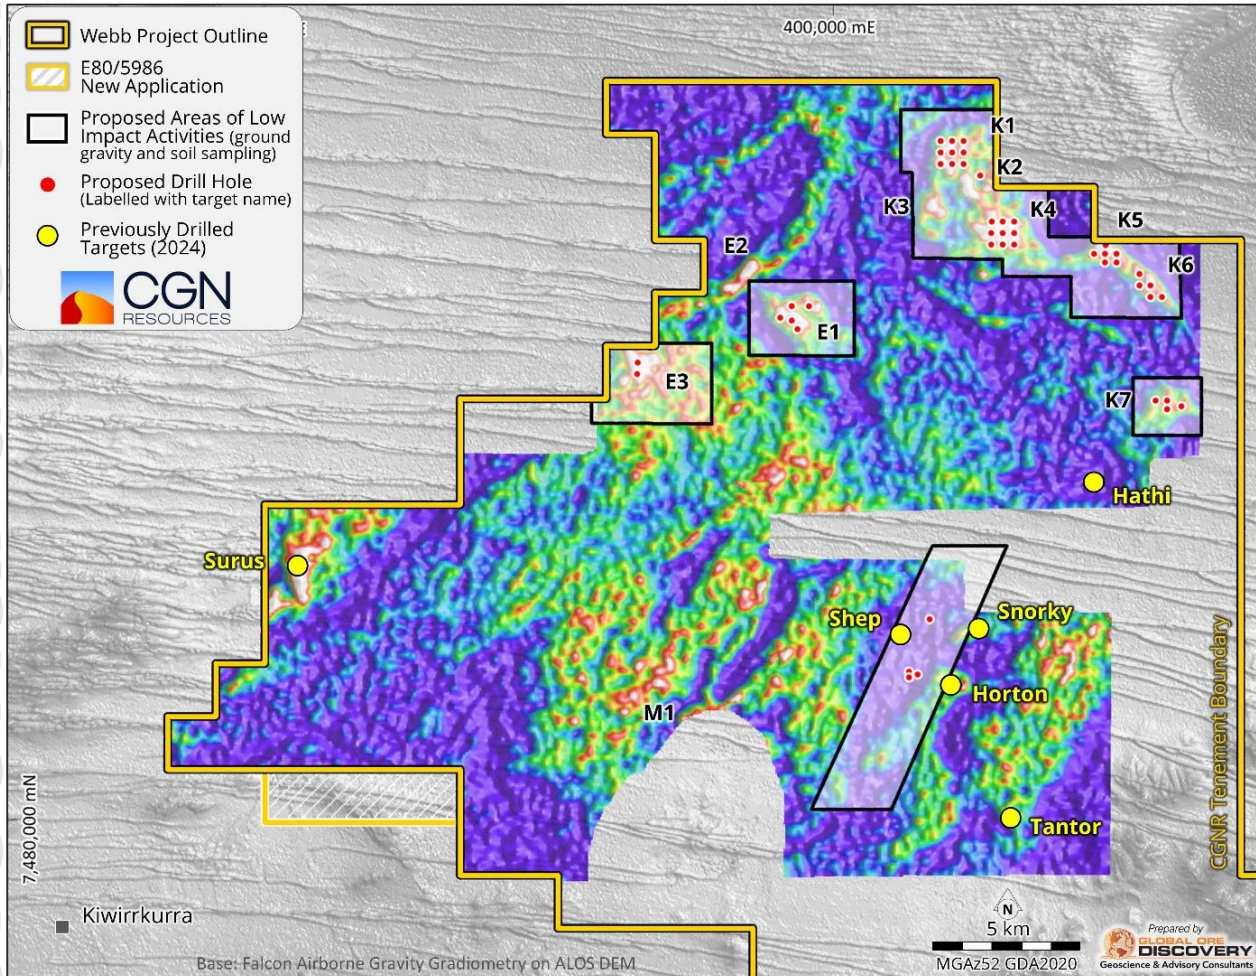 Webb Project Outline
E80/5986
New Application
Proposed Areas of Low
Impact Activities (ground
gravity and soil sampling)
Proposed Drill Hole
(Labelled with target name)
Previously Drilled
Targets (2024)
CGN
RESOURCES
400,000 mE
K1
K2
K3
K4
K5
K6
E2
E1
E3
K7
Hathi
Surus
Shep
Snorky
Horton
M1
Tantor
7,480,000 mN
CGNR Tenement Boundary
Kiwirrkurra
N
5 km
MGAz52 GDA2020
Base: Falcon Airborne Gravity Gradiometry on ALOS DEM
Prepared by
GLOBAL ORE
DISCOVERY
Geoscience & Advisory Consultants